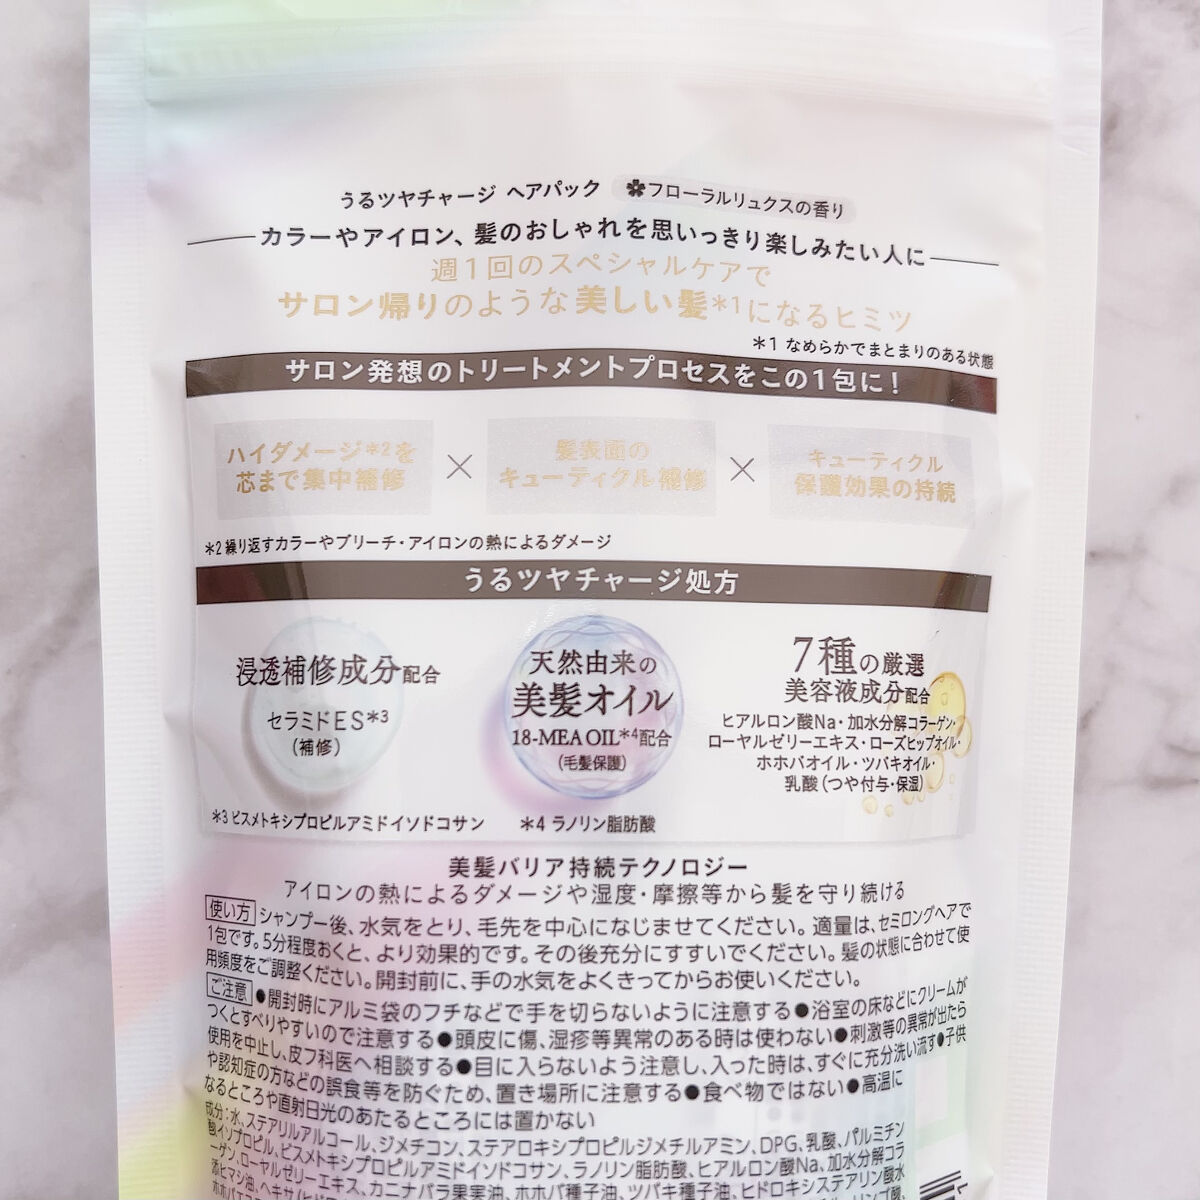 うるツヤチャージ ヘアパック フローラルリュクスの香り
カラーやアイロン、髪のおしゃれを思いっきり楽しみたい人に
週1回のスペシャルケアで
サロン帰りのような美しい髪*1になるヒミツ
*1 なめらかでまとまりのある状態
サロン発想のトリートメントプロセスをこの1包に!
ハイダメージ*2を
芯まで集中補修
×
髪表面の
キューティクル補修
×
キューティクル
保護効果の持続
*2 繰り返すカラーやブリーチ・アイロンの熱によるダメージ
うるツヤチャージ処方
浸透補修成分配合
セラミドES*3
(補修)
天然由来の
美髪オイル
18-MEA OIL*4配合
(毛髪保護)
7種の厳選
美容液成分配合
ヒアルロン酸Na・加水分解コラーゲン・
ローヤルゼリーエキス・ローズヒップオイル・
ホホバオイル・ツバキオイル・
乳酸(つや付与・保湿)
*3 ビスメトキシプロピルアミドイソドコサン
*4 ラノリン脂肪酸
美髪バリア持続テクノロジー
アイロンの熱によるダメージや湿度・摩擦等から髪を守り続ける
使い方 シャンプー後、水気をとり、毛先を中心になじませてください。適量は、セミロングヘアで
1包です。5分程度おくと、より効果的です。その後充分にすすいでください。髪の状態に合わせて使
用頻度をご調整ください。開封前に、手の水気をよくきってからお使いください。
ご注意 ●開封時にアルミ袋のフチなどで手を切らないように注意する●浴室の床などにクリームが
つくとすべりやすいので注意する●頭皮に傷、湿疹等異常のある時は使わない●刺激等の異常が出たら
使用を中止し、皮フ科医へ相談する●目に入らないよう注意し、入った時は、すぐに充分洗い流す●子供
や認知症の方などの誤食等を防ぐため、置き場所に注意する●食べ物ではない●高温に
なるところや直射日光のあたるところには置かない
成分:水、ステアリルアルコール、ジメチコン、ステアロキシプロピルジメチルアミン、DPG、乳酸、パルミチン
酸イソプロピル、ビスメトキシプロピルアミドイソドコサン、ラノリン脂肪酸、ヒアルロン酸Na、加水分解コラ
ーゲン、ローヤルゼリーエキス、カニナバラ果実油、ホホバ種子油、ツバキ種子油、ヒドロキシステアリン酸水